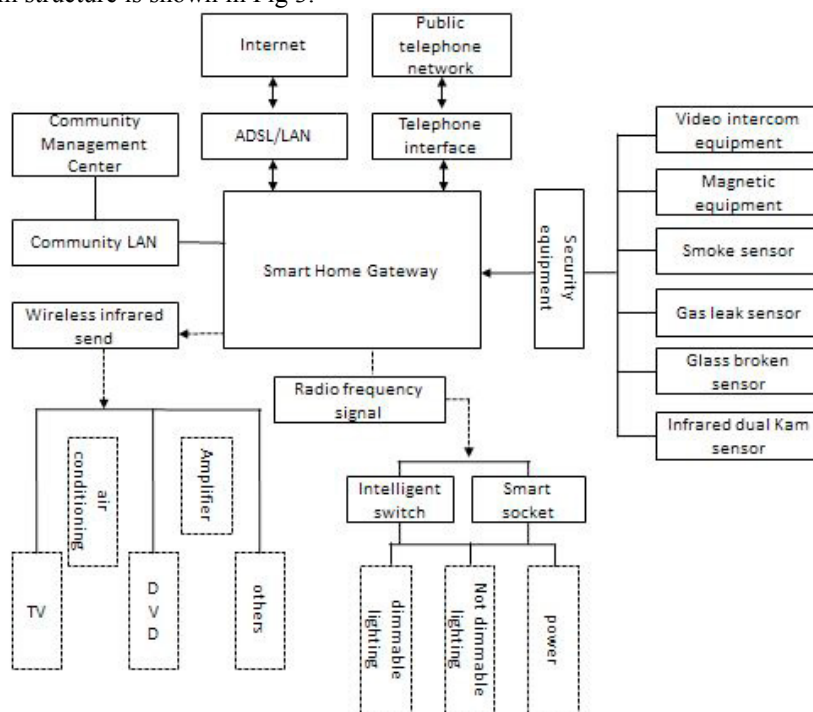 structure is shown in Fig 3.
Internet
Public
telephone
network
Community
Management
Center
ADSL/LAN
Telephone
interface
Video intercom
equipment
Magnetic
equipment
Community LAN
Smart Home Gateway
Security
equipment
Smoke sensor
Wireless infrared
send
Gas leak sensor
Glass broken
sensor
Radio frequency
signal
Infrared dual Kam
sensor
air
conditioning
Amplifier
Intelligent
switch
Smart
socket
TV
D
V
D
others
dimmable
lighting
Not dimmable
lighting
power